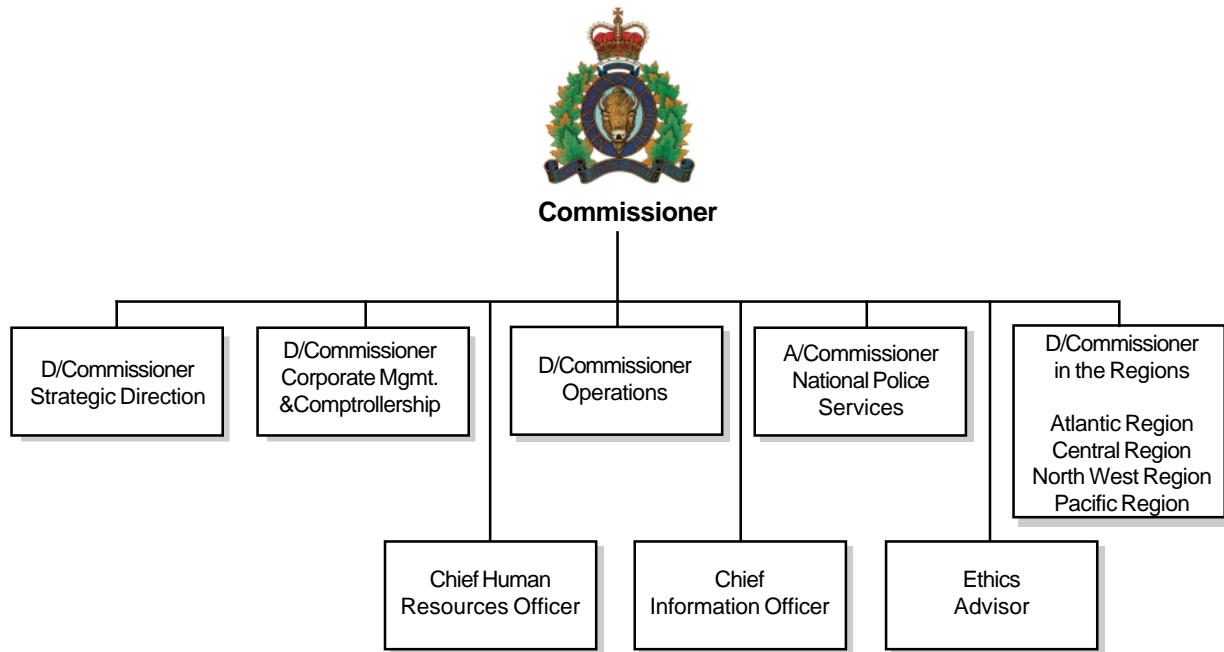 Commissioner
D/Commissioner
Strategic Direction
D/Commissioner
Corporate Mgmt.
&Comptrollership
D/Commissioner
Operations
A/Commissioner
National Police
Services
D/Commissioner
in the Regions
Atlantic Region
Central Region
North West Region
Pacific Region
Chief Human
Resources Officer
Chief
Information Officer
Ethics
Advisor